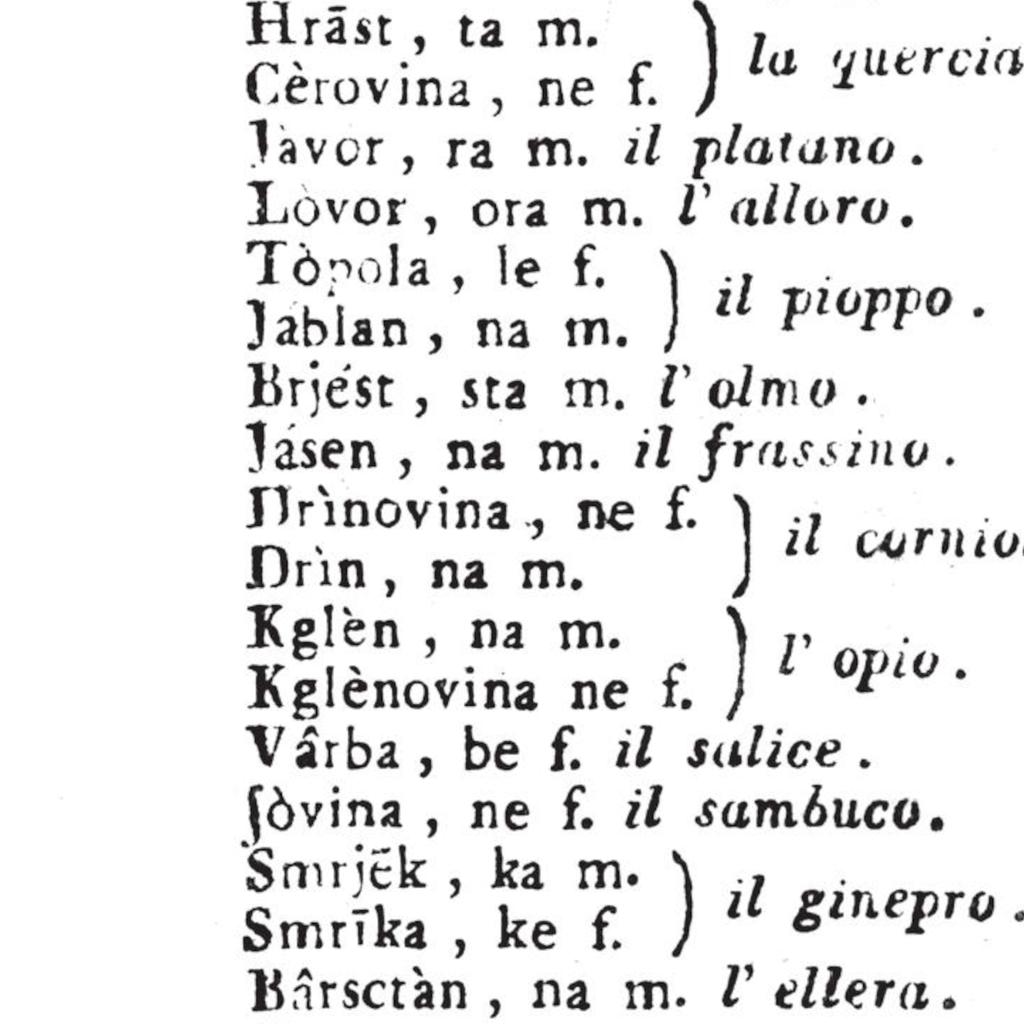 Hrāst, ta m.
Cèrovina, ne f.
la quercia
Jàvor, ra m. il platano.
Lòvor, ora m. l' alloro.
Tòpola, le f.
Jáblan, na m.
il pioppo.
Brjést, sta m. l' olmo.
Jásen, na m. il frassino.
Drìnovina, ne f.
Drìn, na m.
il cornio
Kglèn, na m.
Kglènovina ne f.
l' opio.
Vârba, be f. il salice.
ʃòvina, ne f. il sambuco.
Smrjēk, ka m.
Smrīka, ke f.
il ginepro.
Bârsctàn, na m. l' ellera.